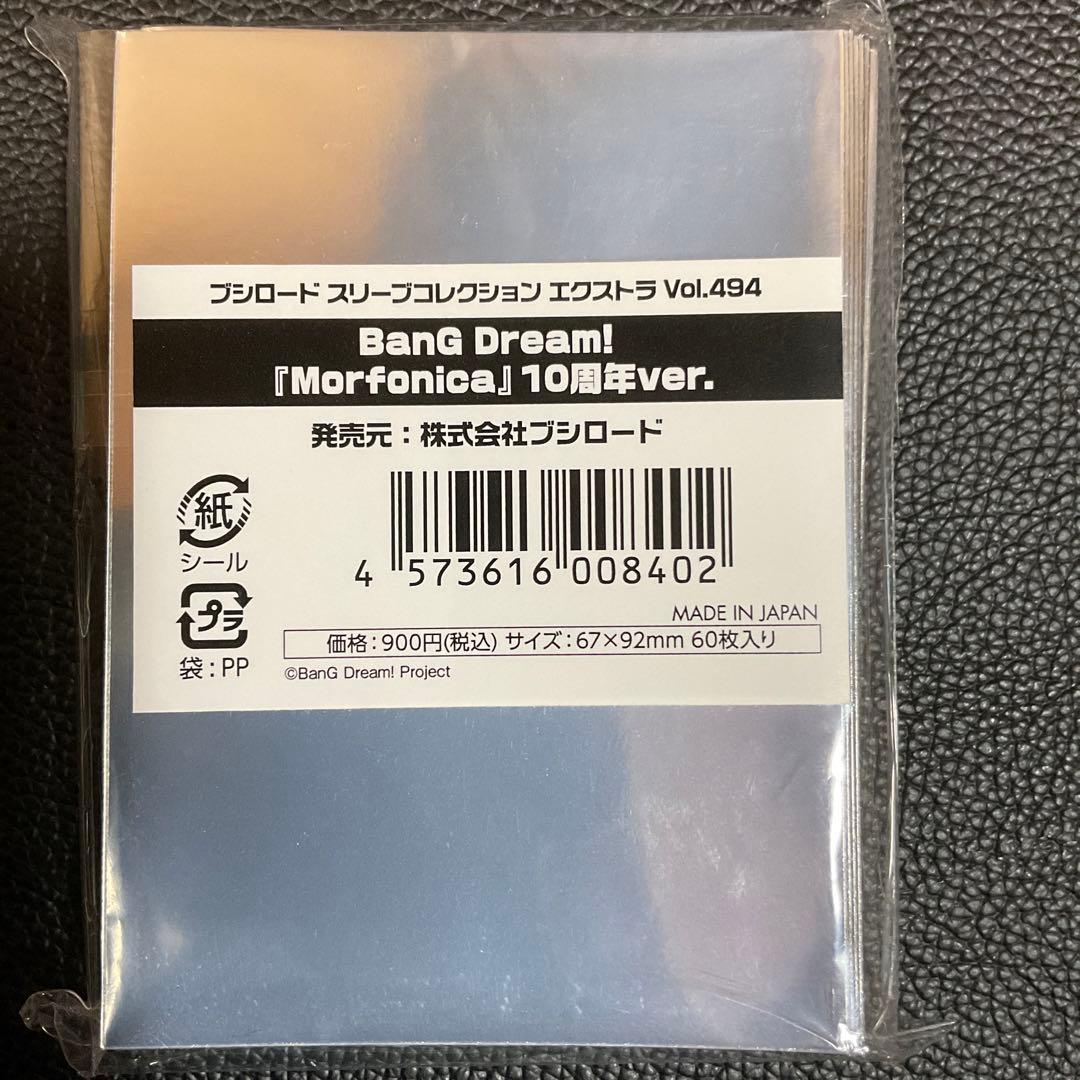 ブシロード スリーブコレクション エクストラ Vol.494
BanG Dream!
『Morfonica』10周年ver.
発売元：株式会社ブシロード
紙
シール
プラ
袋：PP
4 573616 008402
MADE IN JAPAN
価格：900円(税込) サイズ：67×92mm 60枚入り
©BanG Dream! Project